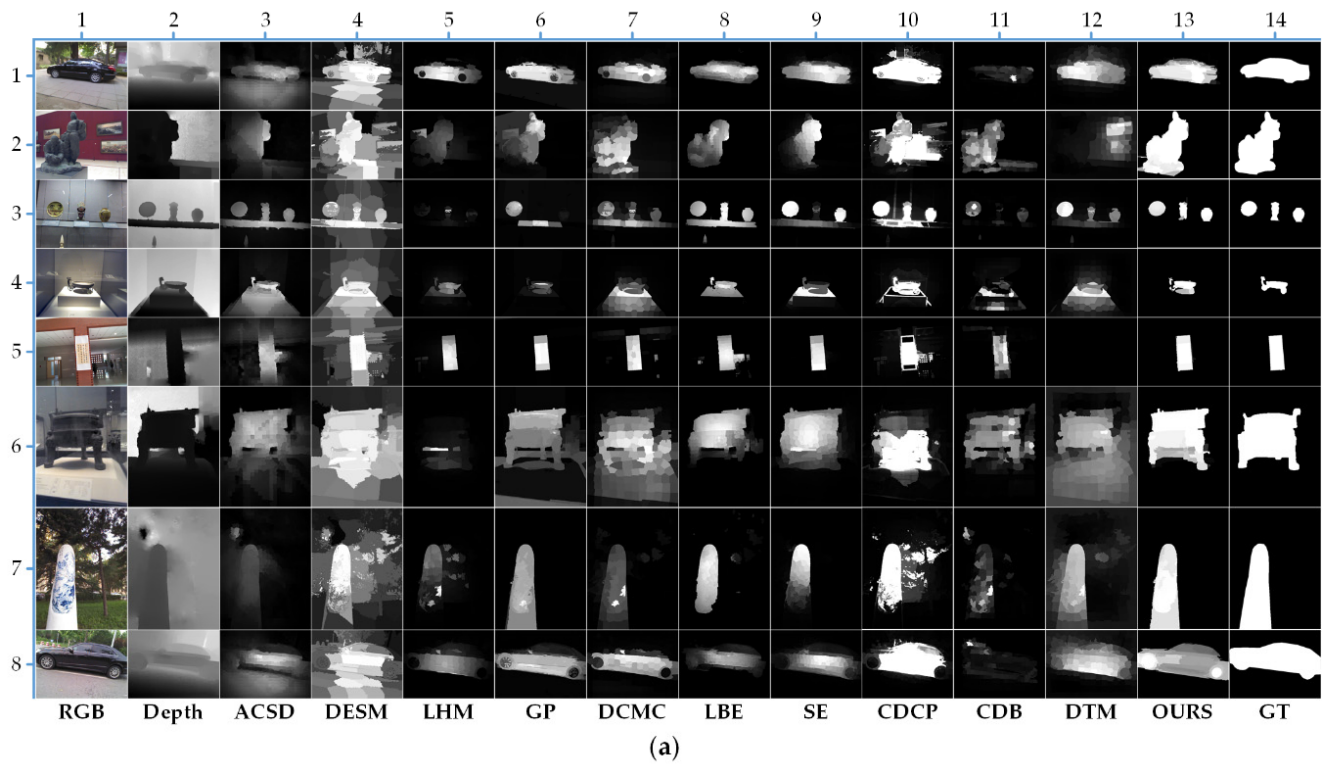 1 2 3 4 5 6 7 8 9 10 11 12 13 14
1
2
3
4
5
6
7
8
RGB Depth ACSD DESM LHM GP DCMC LBE SE CDCP CDB DTM OURS GT
(a)